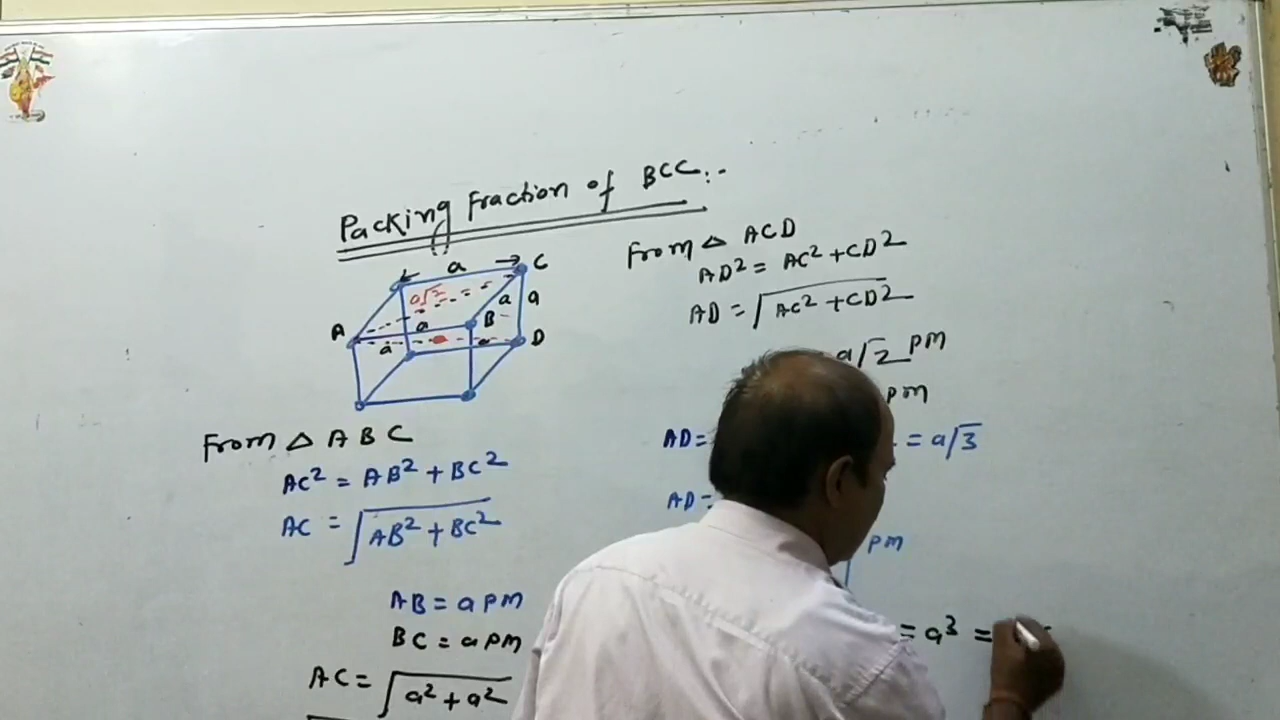 Packing Fraction of BCC:-
a C
a√2 a a
A a B
a a D
From △ ABC
AC² = AB² + BC²
AC = √AB² + BC²
AB = a pm
BC = a pm
AC = √a² + a²
From △ ACD
AD² = AC² + CD²
AD = √AC² + CD²
a√2 pm
pm
AD= = a√3
AD=
pm
= a³ =